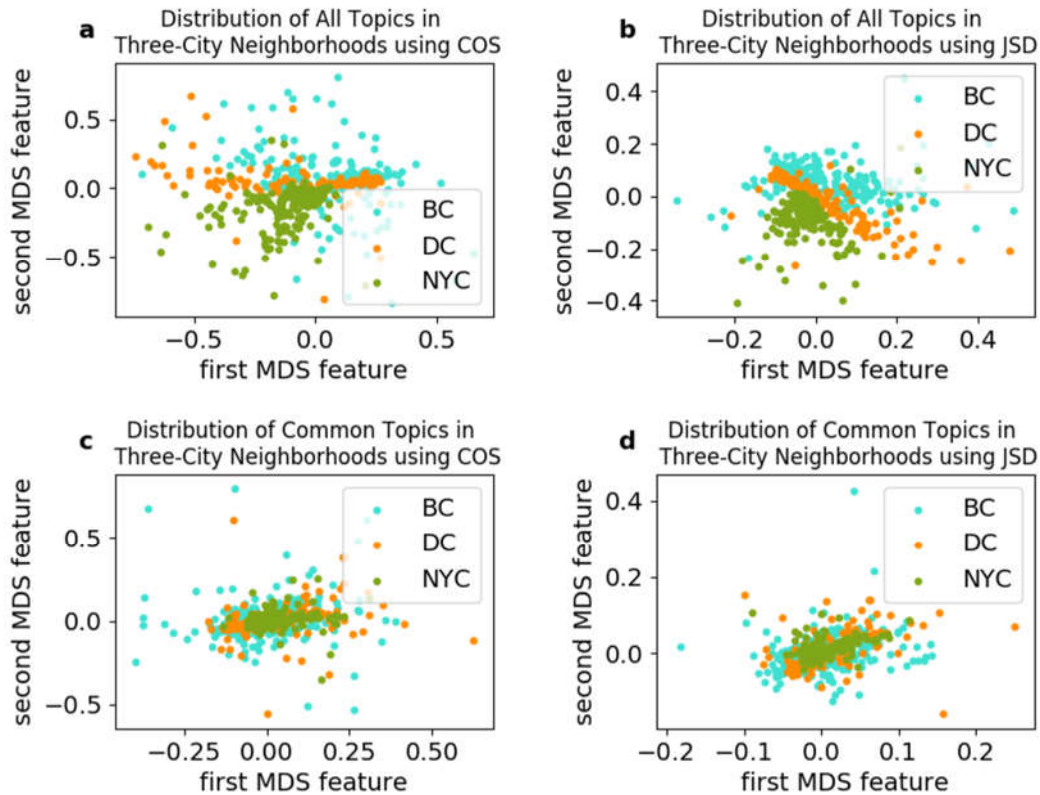 a
Distribution of All Topics in
Three-City Neighborhoods using COS
second MDS feature
0.5
0.0
−0.5
BC
DC
NYC
−0.5
0.0
0.5
first MDS feature
b
Distribution of All Topics in
Three-City Neighborhoods using JSD
second MDS feature
0.4
0.2
0.0
−0.2
−0.4
BC
DC
NYC
−0.2
0.0
0.2
0.4
first MDS feature
c
Distribution of Common Topics in
Three-City Neighborhoods using COS
second MDS feature
0.5
0.0
−0.5
BC
DC
NYC
−0.25
0.00
0.25
0.50
first MDS feature
d
Distribution of Common Topics in
Three-City Neighborhoods using JSD
second MDS feature
0.4
0.2
0.0
BC
DC
NYC
−0.2
−0.1
0.0
0.1
0.2
first MDS feature